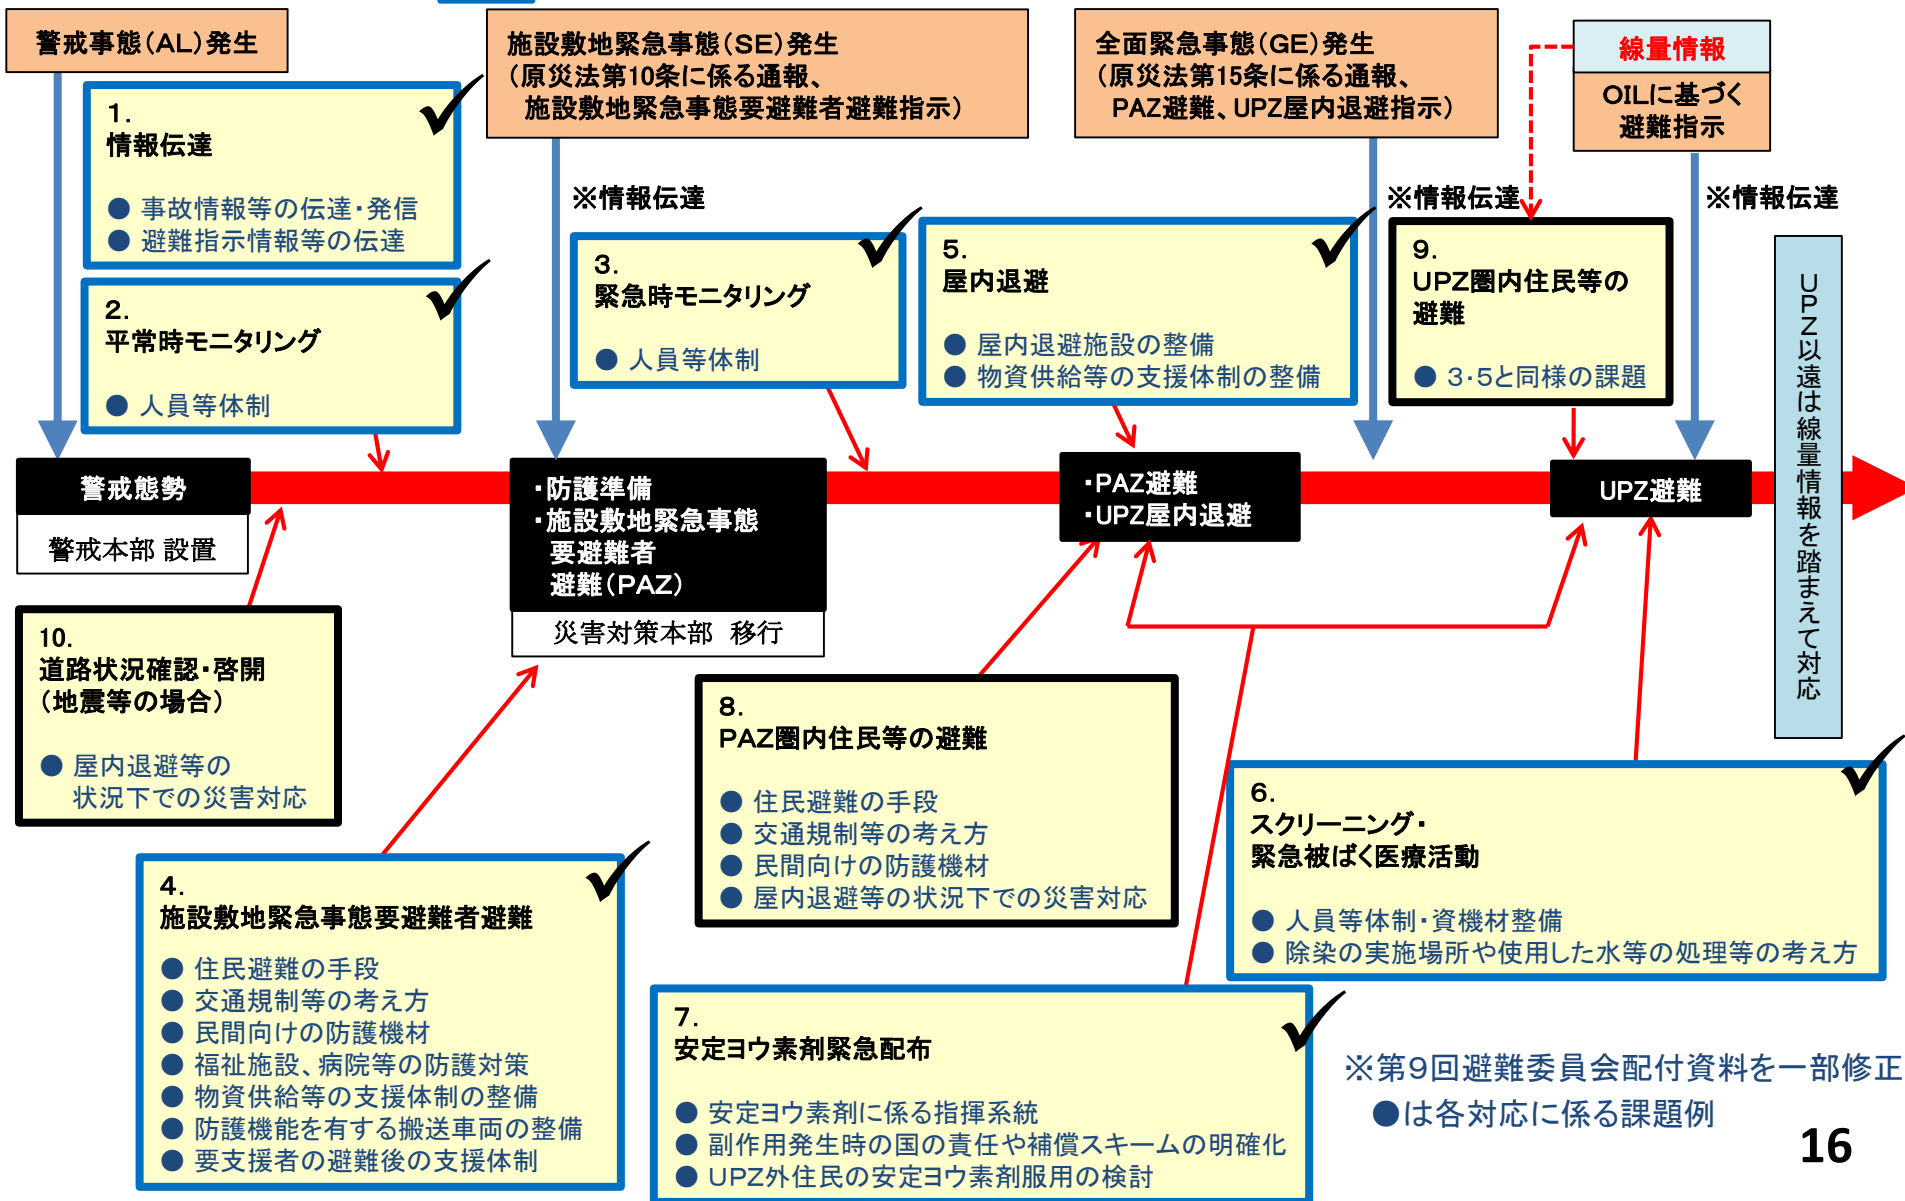 警戒事態(AL)発生
施設敷地緊急事態(SE)発生
(原災法第10条に係る通報、
施設敷地緊急事態要避難者避難指示)
全面緊急事態(GE)発生
(原災法第15条に係る通報、
PAZ避難、UPZ屋内退避指示)
線量情報
OILに基づく
避難指示
1.
情報伝達
● 事故情報等の伝達・発信
● 避難指示情報等の伝達
※情報伝達
※情報伝達
※情報伝達
2.
平常時モニタリング
● 人員等体制
3.
緊急時モニタリング
● 人員等体制
5.
屋内退避
● 屋内退避施設の整備
● 物資供給等の支援体制の整備
9.
UPZ圏内住民等の
避難
● 3・5と同様の課題
UPZ以遠は線量情報を踏まえて対応
警戒態勢
警戒本部 設置
・防護準備
・施設敷地緊急事態
要避難者
避難(PAZ)
災害対策本部 移行
・PAZ避難
・UPZ屋内退避
UPZ避難
10.
道路状況確認・啓開
(地震等の場合)
● 屋内退避等の
状況下での災害対応
8.
PAZ圏内住民等の避難
● 住民避難の手段
● 交通規制等の考え方
● 民間向けの防護機材
● 屋内退避等の状況下での災害対応
6.
スクリーニング・
緊急被ばく医療活動
● 人員等体制・資機材整備
● 除染の実施場所や使用した水等の処理等の考え方
4.
施設敷地緊急事態要避難者避難
● 住民避難の手段
● 交通規制等の考え方
● 民間向けの防護機材
● 福祉施設、病院等の防護対策
● 物資供給等の支援体制の整備
● 防護機能を有する搬送車両の整備
● 要支援者の避難後の支援体制
7.
安定ヨウ素剤緊急配布
● 安定ヨウ素剤に係る指揮系統
● 副作用発生時の国の責任や補償スキームの明確化
● UPZ外住民の安定ヨウ素剤服用の検討
※第9回避難委員会配付資料を一部修正
●は各対応に係る課題例
16